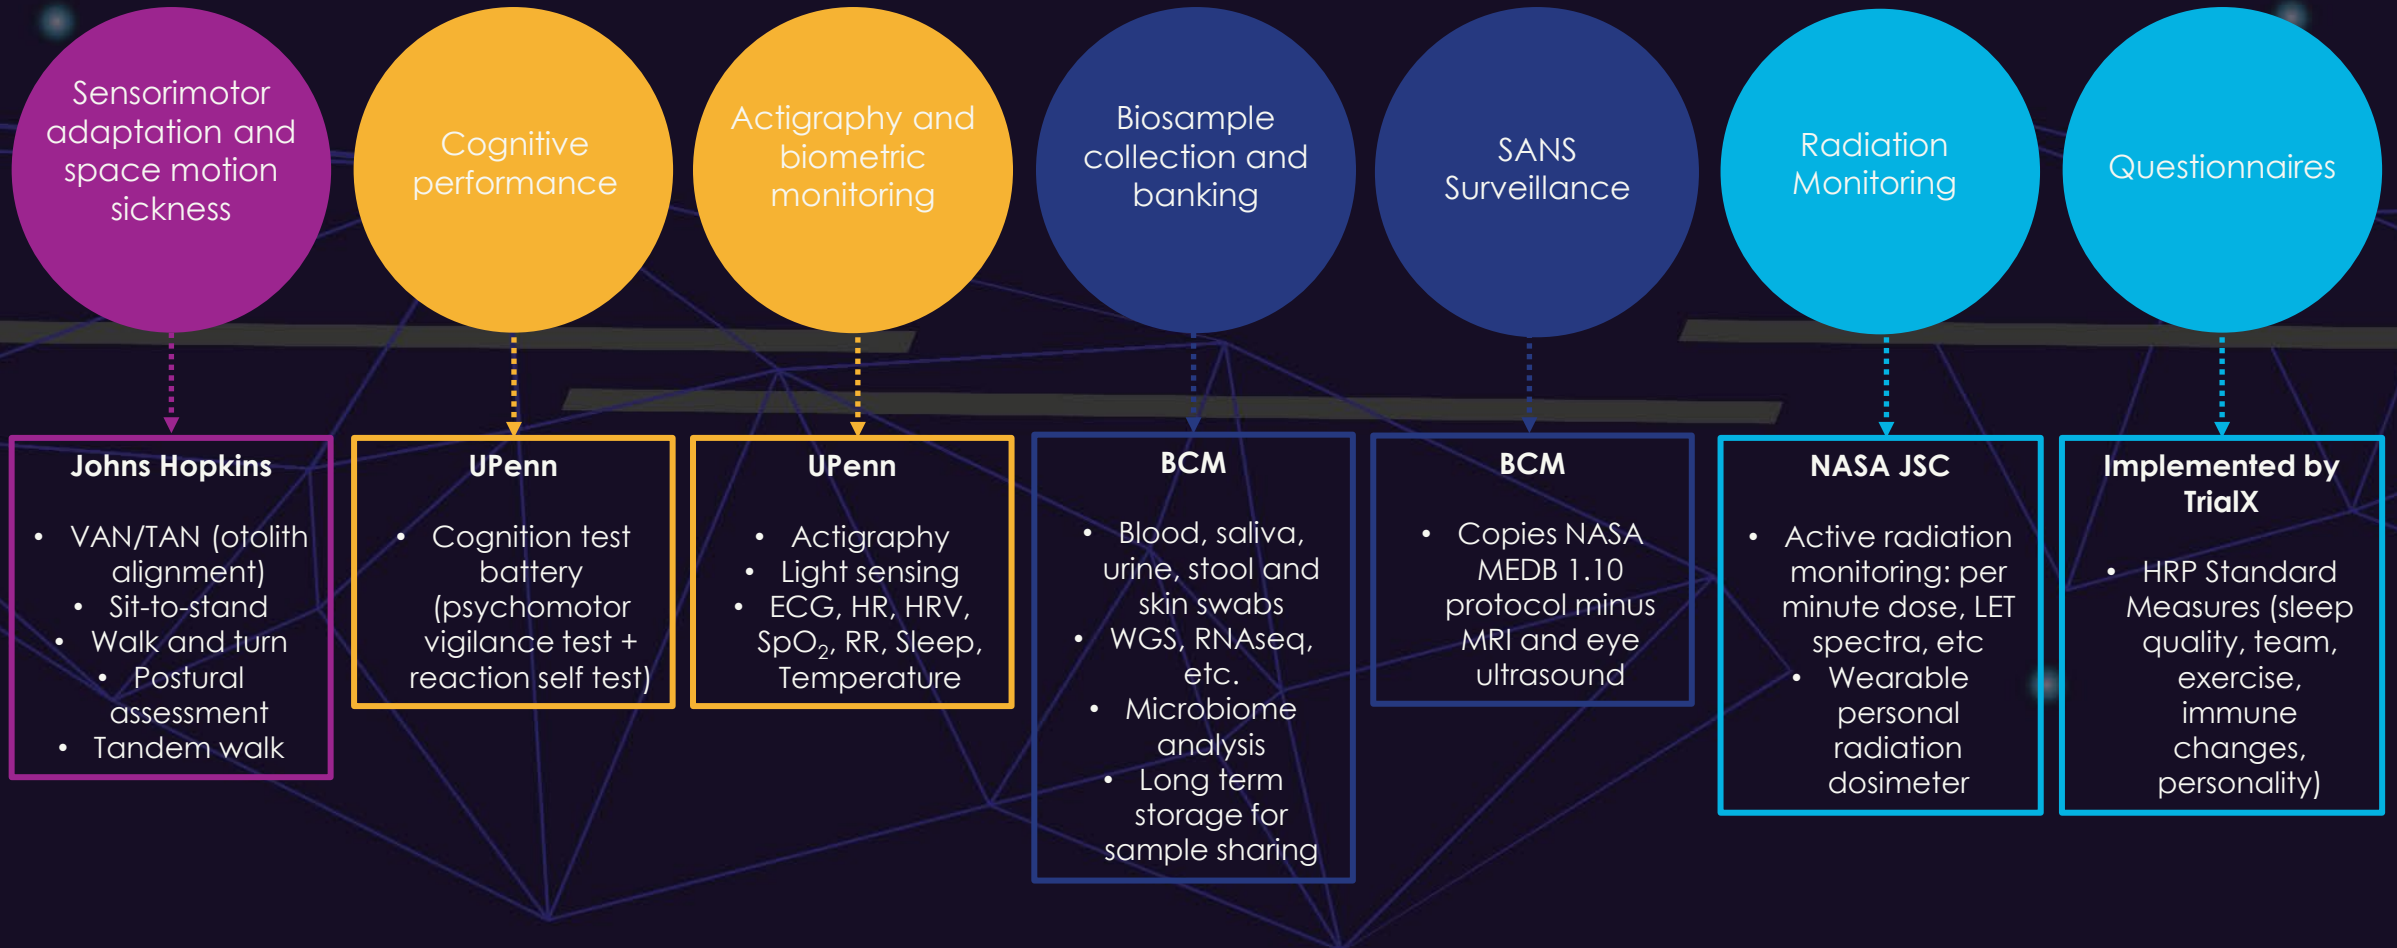 Sensorimotor
adaptation and
space motion
sickness
Cognitive
performance
Actigraphy and
biometric
monitoring
Biosample
collection and
banking
SANS
Surveillance
Radiation
Monitoring
Questionnaires
Johns Hopkins
• VAN/TAN (otolith
alignment)
• Sit-to-stand
• Walk and turn
• Postural
assessment
• Tandem walk
UPenn
• Cognition test
battery
(psychomotor
vigilance test +
reaction self test)
UPenn
• Actigraphy
• Light sensing
• ECG, HR, HRV,
SpO₂, RR, Sleep,
Temperature
BCM
• Blood, saliva,
urine, stool and
skin swabs
• WGS, RNAseq,
etc.
• Microbiome
analysis
• Long term
storage for
sample sharing
BCM
• Copies NASA
MEDB 1.10
protocol minus
MRI and eye
ultrasound
NASA JSC
• Active radiation
monitoring: per
minute dose, LET
spectra, etc
• Wearable
personal
radiation
dosimeter
Implemented by
TrialX
• HRP Standard
Measures (sleep
quality, team,
exercise,
immune
changes,
personality)